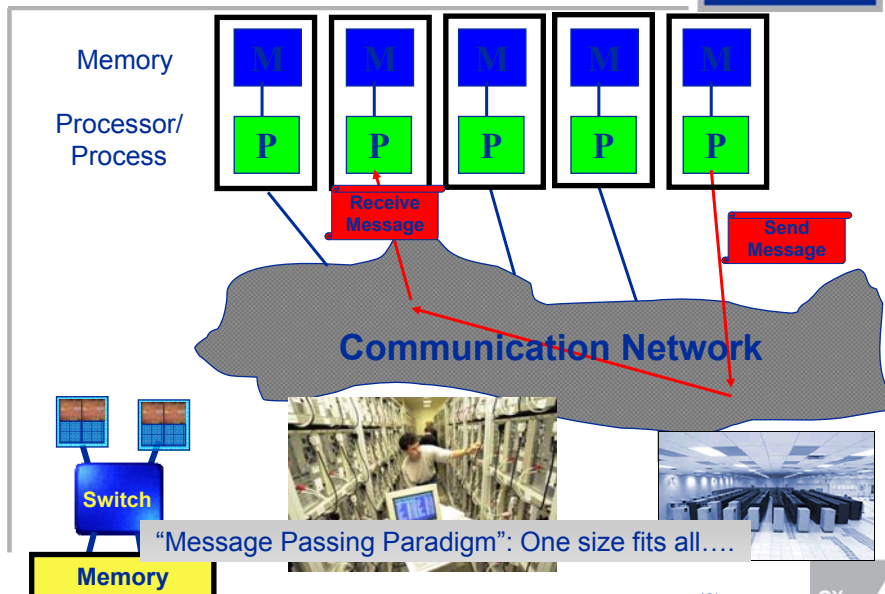 Memory
M M M M M
Processor/
Process
P P P P P
Receive
Message
Send
Message
Communication Network
Switch
“Message Passing Paradigm”: One size fits all….
Memory